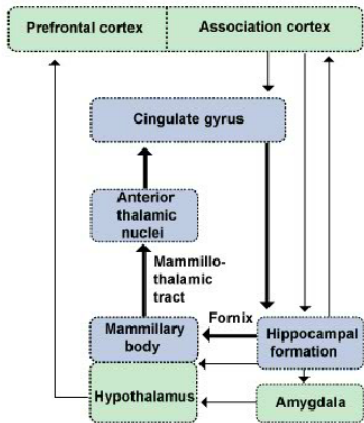 Prefrontal cortex
Association cortex
Cingulate gyrus
Anterior
thalamic
nuclei
Mammillo-
thalamic
tract
Fornix
Mammillary
body
Hippocampal
formation
Hypothalamus
Amygdala